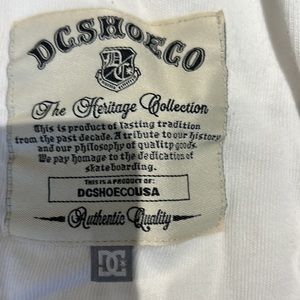 DCSHOECO
The Heritage Collection
This is product of lasting tradition
from the past decade. A tribute to our history
and our philosophy of quality goods.
We pay homage to the dedication of
skateboarding.
THIS IS A PRODUCT OF:
DCSHOECOUSA
Authentic Quality
DC